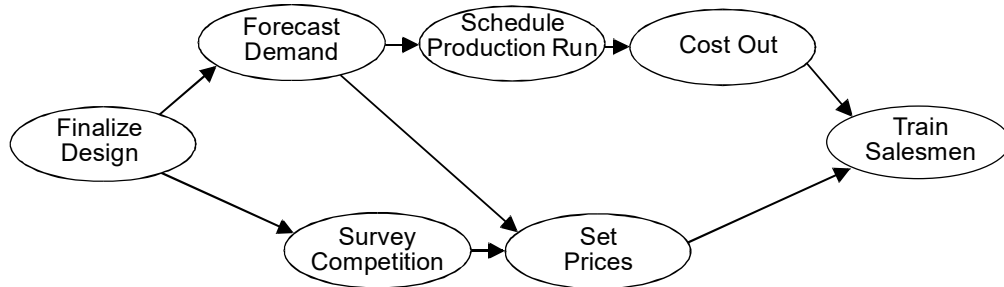 Forecast
Demand
Schedule
Production Run
Cost Out
Finalize
Design
Train
Salesmen
Survey
Competition
Set
Prices